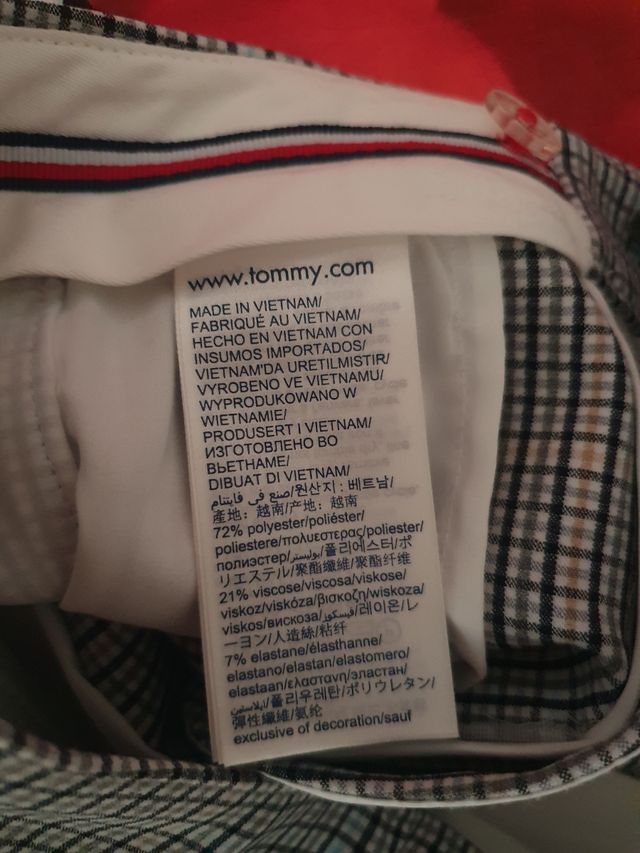 www.tommy.com
MADE IN VIETNAM/
FABRIQUÉ AU VIETNAM/
HECHO EN VIETNAM CON
INSUMOS IMPORTADOS/
VIETNAM'DA URETILMISTIR/
VYROBENO VE VIETNAMU/
WYPRODUKOWANO W
WIETNAMIE/
PRODUSERT I VIETNAM/
ИЗГОТОВЛЕНО ВО
ВЬЕТНАМЕ/
DIBUAT DI VIETNAM/
صنع في فايتنام/원산지 : 베트남/
產地：越南/产地：越南
72% polyester/poliéster/
poliestere/πολυεστερας/poliester/
полиэстер/بوليستر/폴리에스터/ポ
リエステル/聚酯纖維/聚酯纤维
21% viscose/viscosa/viskose/
viskoz/viskóza/βισκοζη/wiskoza/
viskos/вискоза/فيسكوز/레이온/レ
ーヨン/人造絲/粘纤
7% elastane/élasthanne/
elastano/elastan/elastomero/
elastaan/ελαστανη/эластан/
ايلاستين/폴리우레탄/ポリウレタン/
彈性纖維/氨纶
exclusive of decoration/sauf